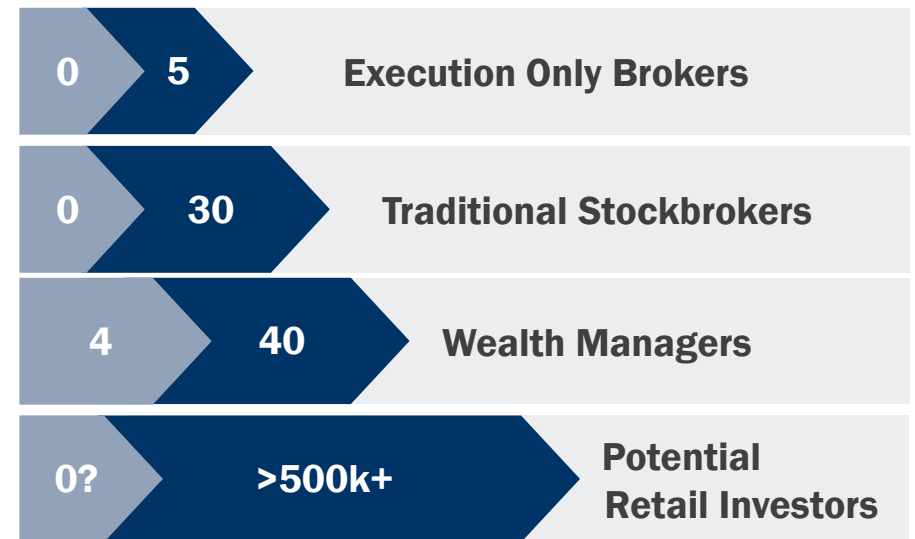 0 5 Execution Only Brokers
0 30 Traditional Stockbrokers
4 40 Wealth Managers
0? >500k+ Potential
Retail Investors